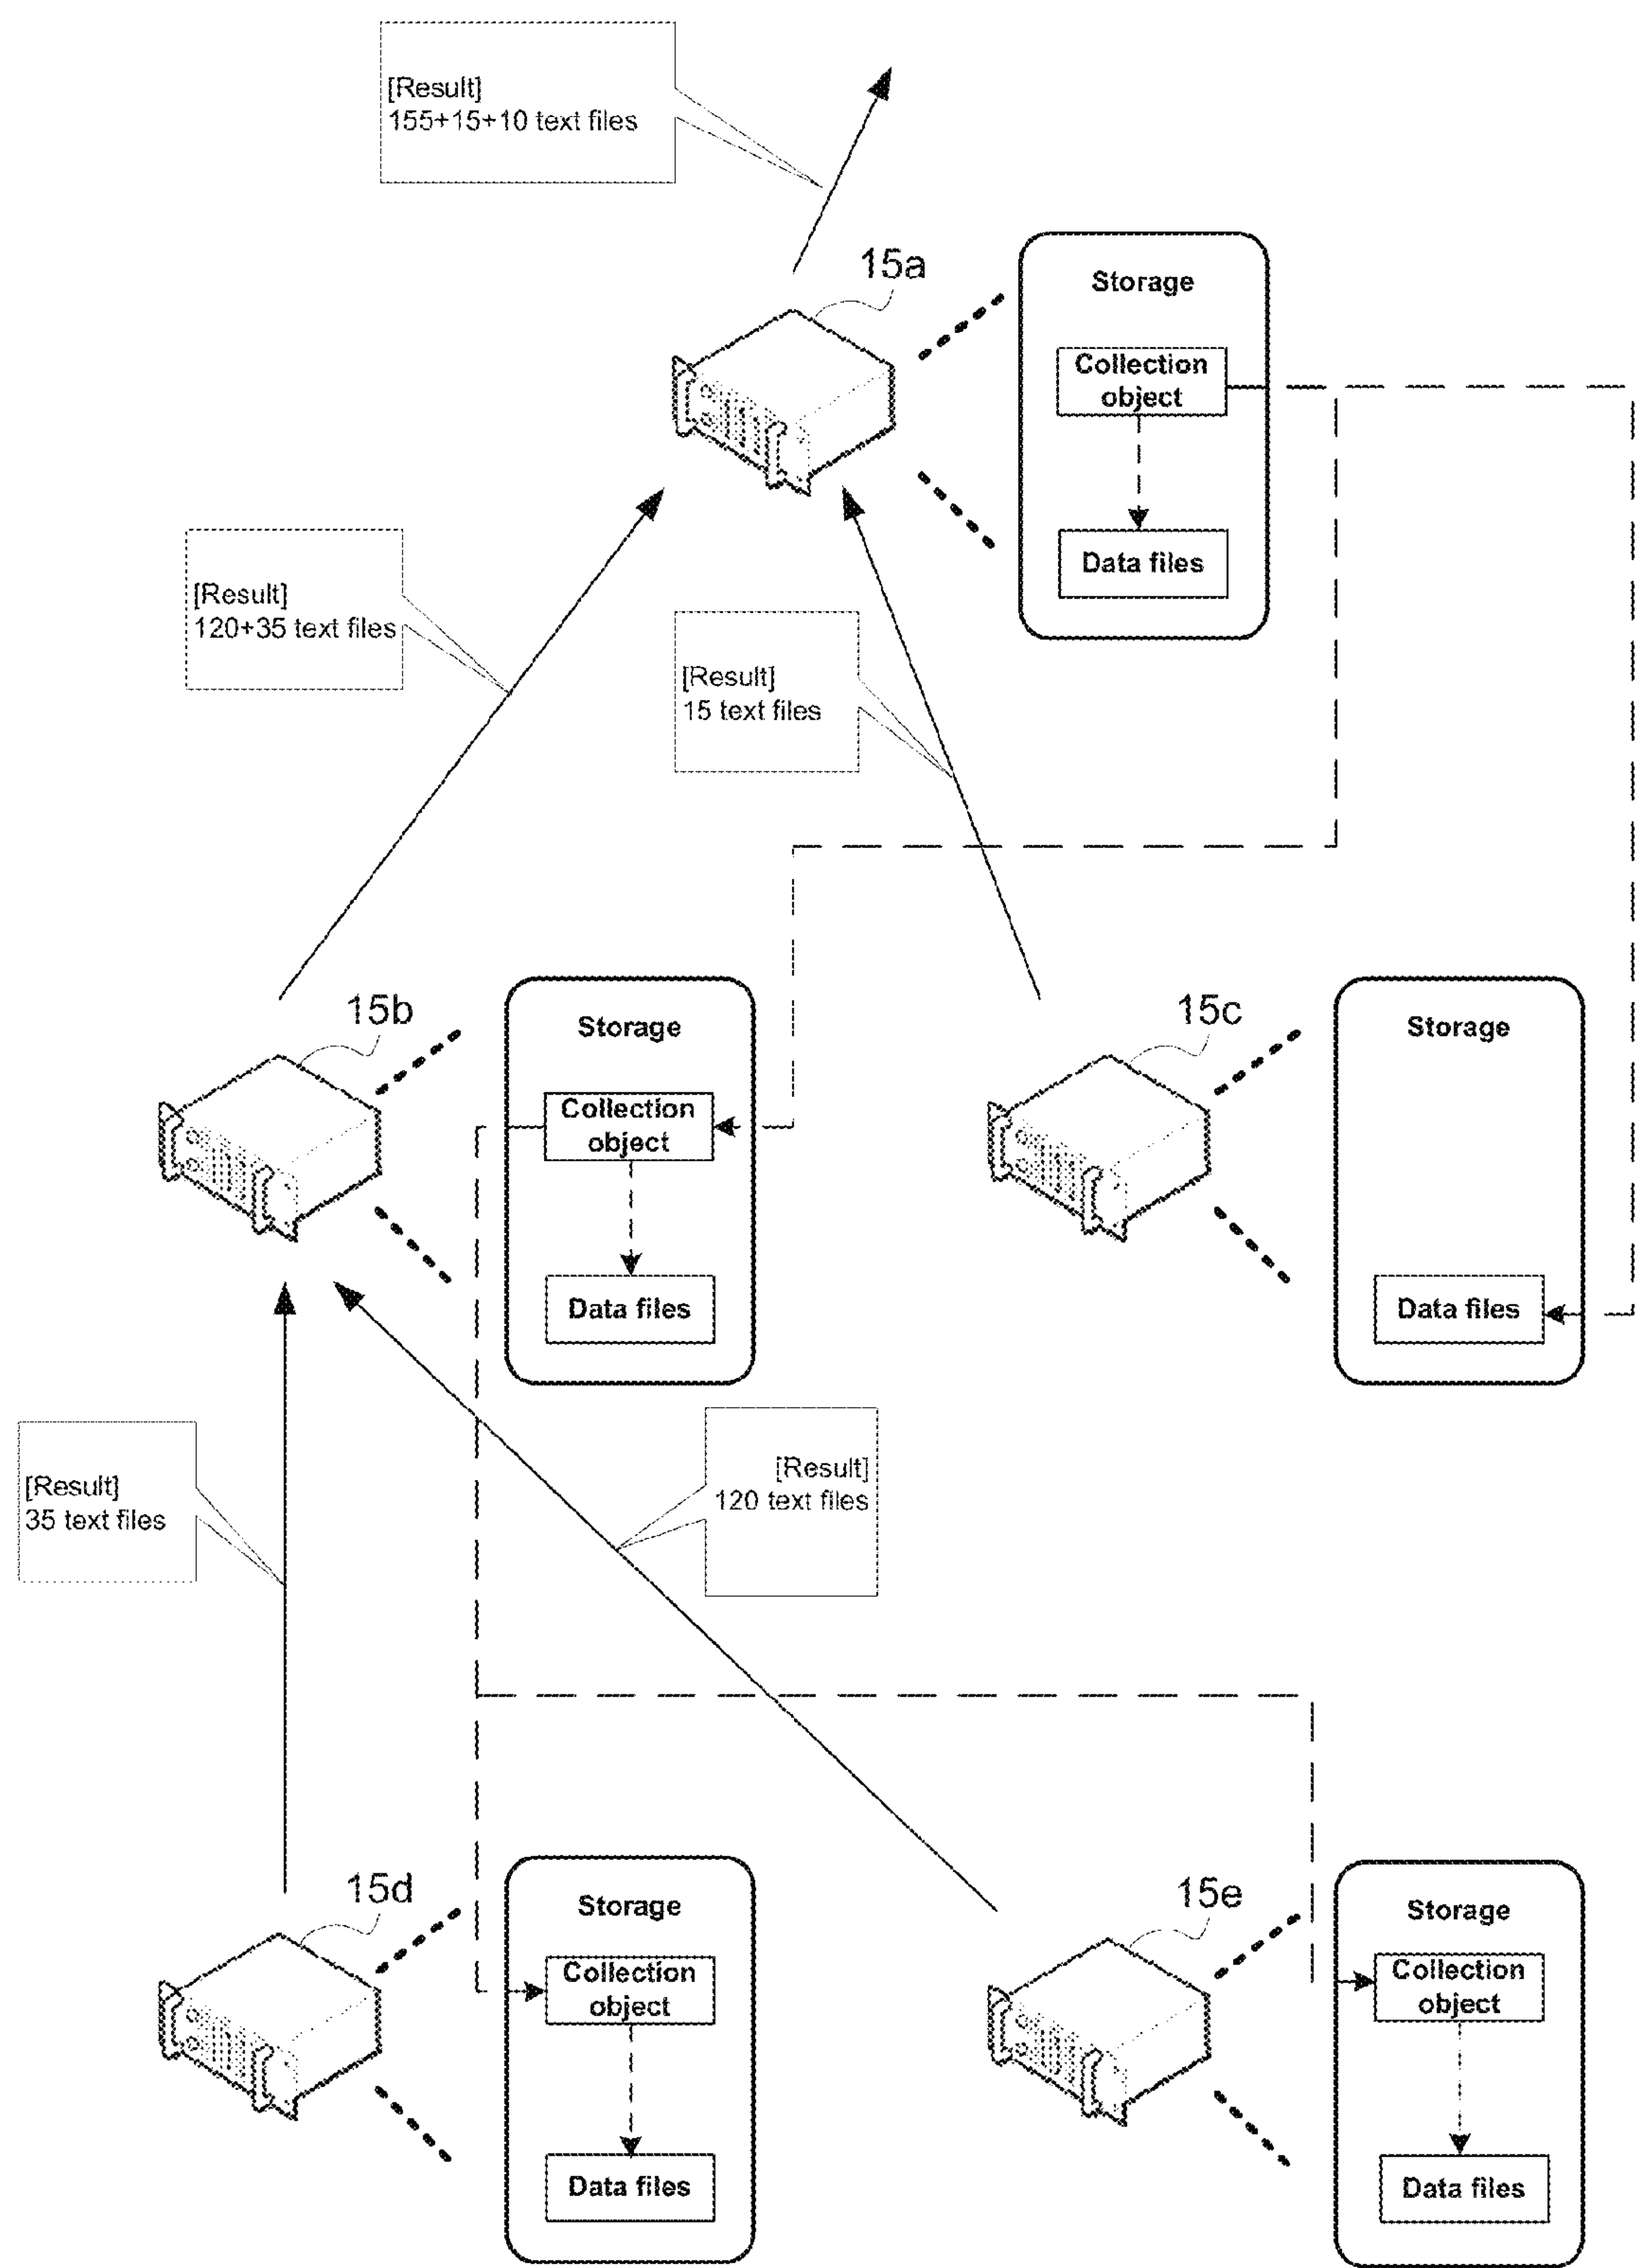 [Result]
155+15+10 text files
15a
Storage
Collection
object
Data files
[Result]
120+35 text files
[Result]
15 text files
15b
Storage
Collection
object
Data files
15c
Storage
Data files
[Result]
35 text files
[Result]
120 text files
15d
Storage
Collection
object
Data files
15e
Storage
Collection
object
Data files